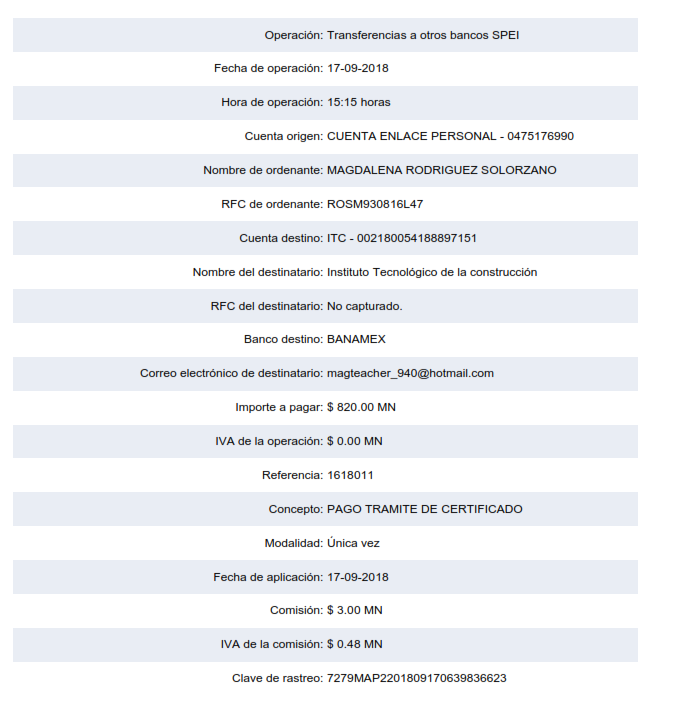 Operación: Transferencias a otros bancos SPEI
Fecha de operación: 17-09-2018
Hora de operación: 15:15 horas
Cuenta origen: CUENTA ENLACE PERSONAL - 0475176990
Nombre de ordenante: MAGDALENA RODRIGUEZ SOLORZANO
RFC de ordenante: ROSM930816L47
Cuenta destino: ITC - 002180054188897151
Nombre del destinatario: Instituto Tecnológico de la construcción
RFC del destinatario: No capturado.
Banco destino: BANAMEX
Correo electrónico de destinatario: magteacher_940@hotmail.com
Importe a pagar: $ 820.00 MN
IVA de la operación: $ 0.00 MN
Referencia: 1618011
Concepto: PAGO TRAMITE DE CERTIFICADO
Modalidad: Única vez
Fecha de aplicación: 17-09-2018
Comisión: $ 3.00 MN
IVA de la comisión: $ 0.48 MN
Clave de rastreo: 7279MAP2201809170639836623